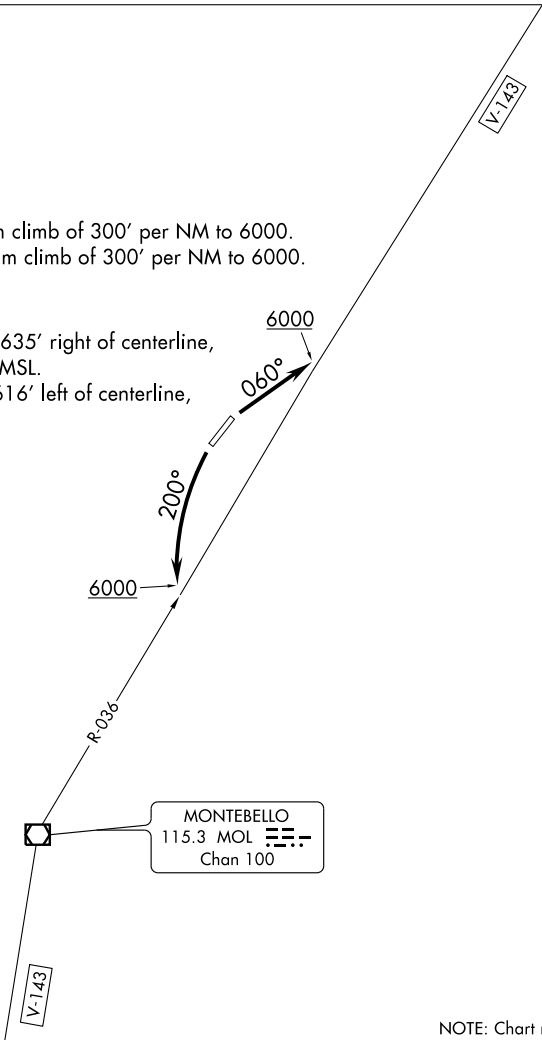 V-143
climb of 300’ per NM to 6000.
climb of 300’ per NM to 6000.
6000
635’ right of centerline,
MSL.
616’ left of centerline,
060°
200°
6000
R-036
MONTEBELLO
115.3 MOL
Chan 100
V-143
NOTE: Chart